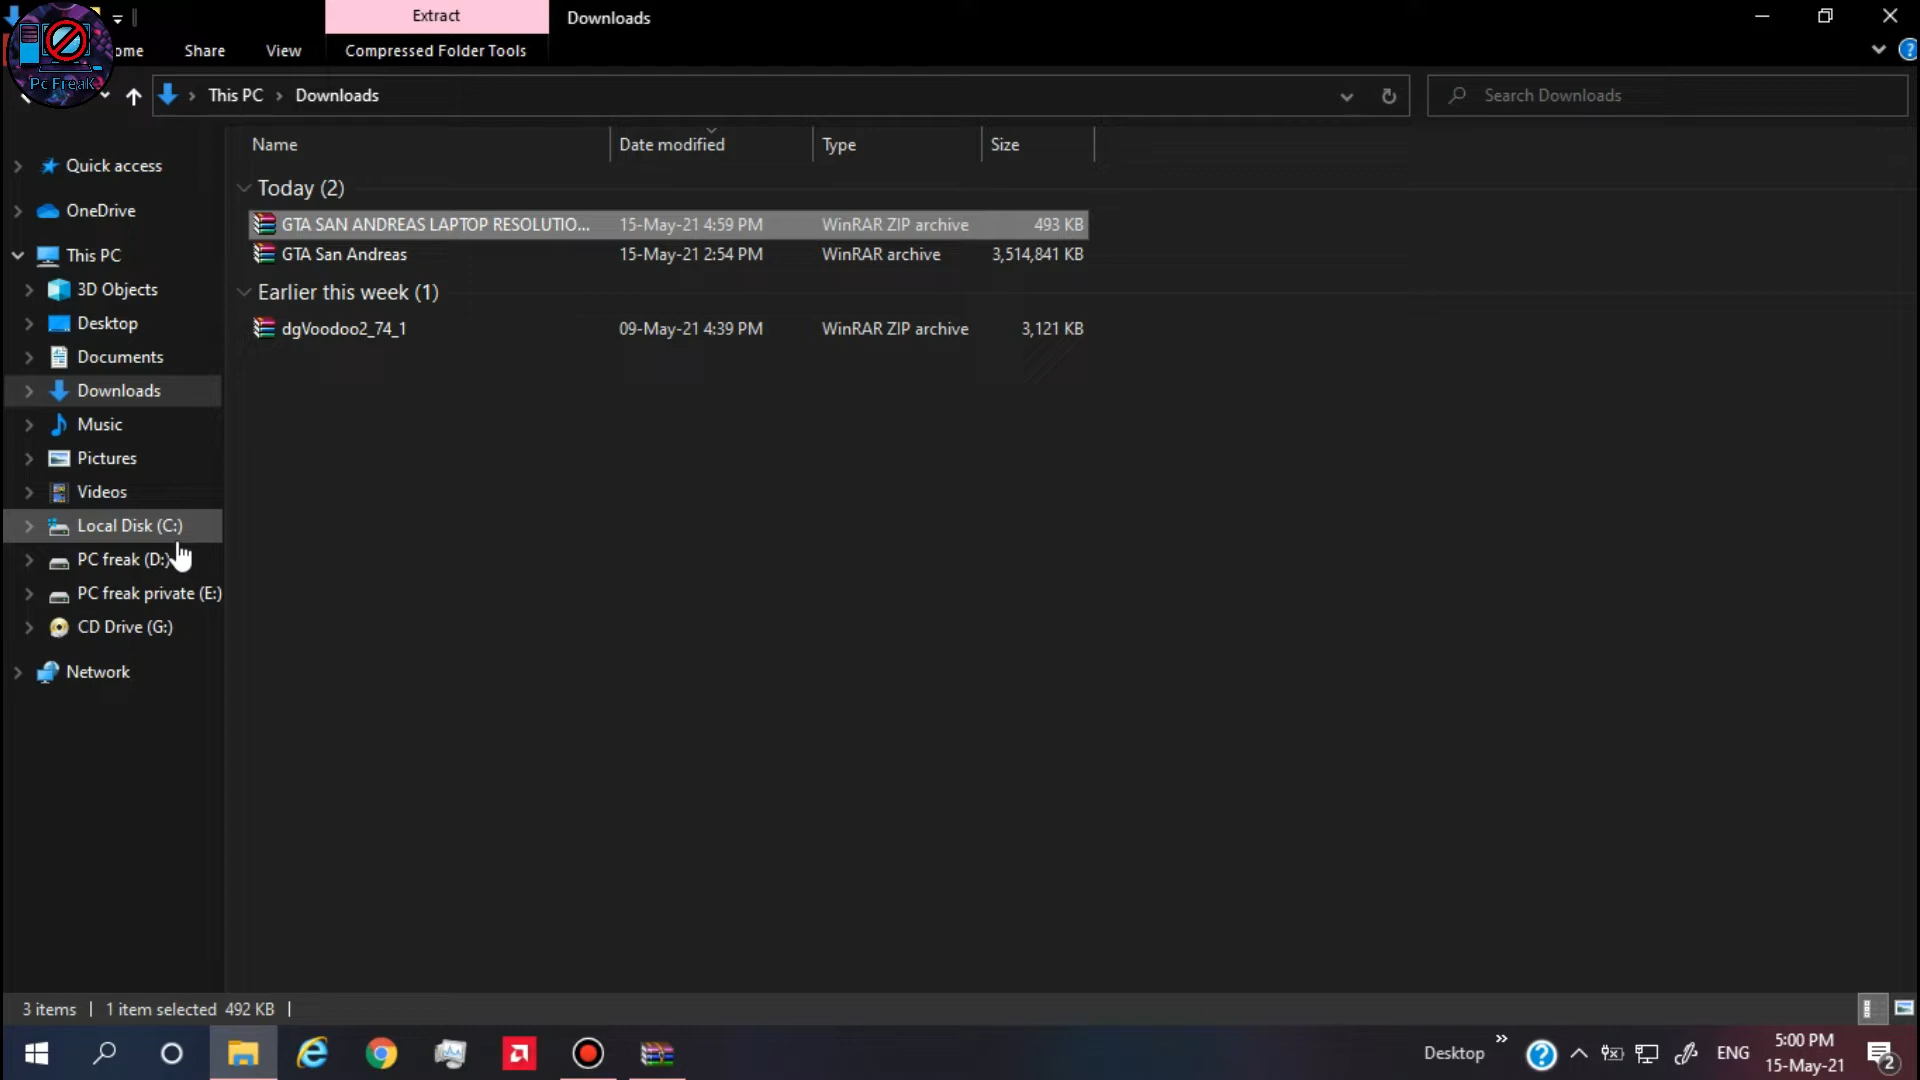 Extract
Downloads
ome
Share
View
Compressed Folder Tools
Pc FreaK
This PC > Downloads
Search Downloads
Name
Date modified
Type
Size
Quick access
OneDrive
This PC
3D Objects
Desktop
Documents
Downloads
Music
Pictures
Videos
Local Disk (C:)
PC freak (D:)
PC freak private (E:)
CD Drive (G:)
Network
Today (2)
GTA SAN ANDREAS LAPTOP RESOLUTIO... 15-May-21 4:59 PM WinRAR ZIP archive 493 KB
GTA San Andreas 15-May-21 2:54 PM WinRAR archive 3,514,841 KB
Earlier this week (1)
dgVoodoo2_74_1 09-May-21 4:39 PM WinRAR ZIP archive 3,121 KB
3 items | 1 item selected 492 KB |
Desktop
ENG
5:00 PM
15-May-21
2